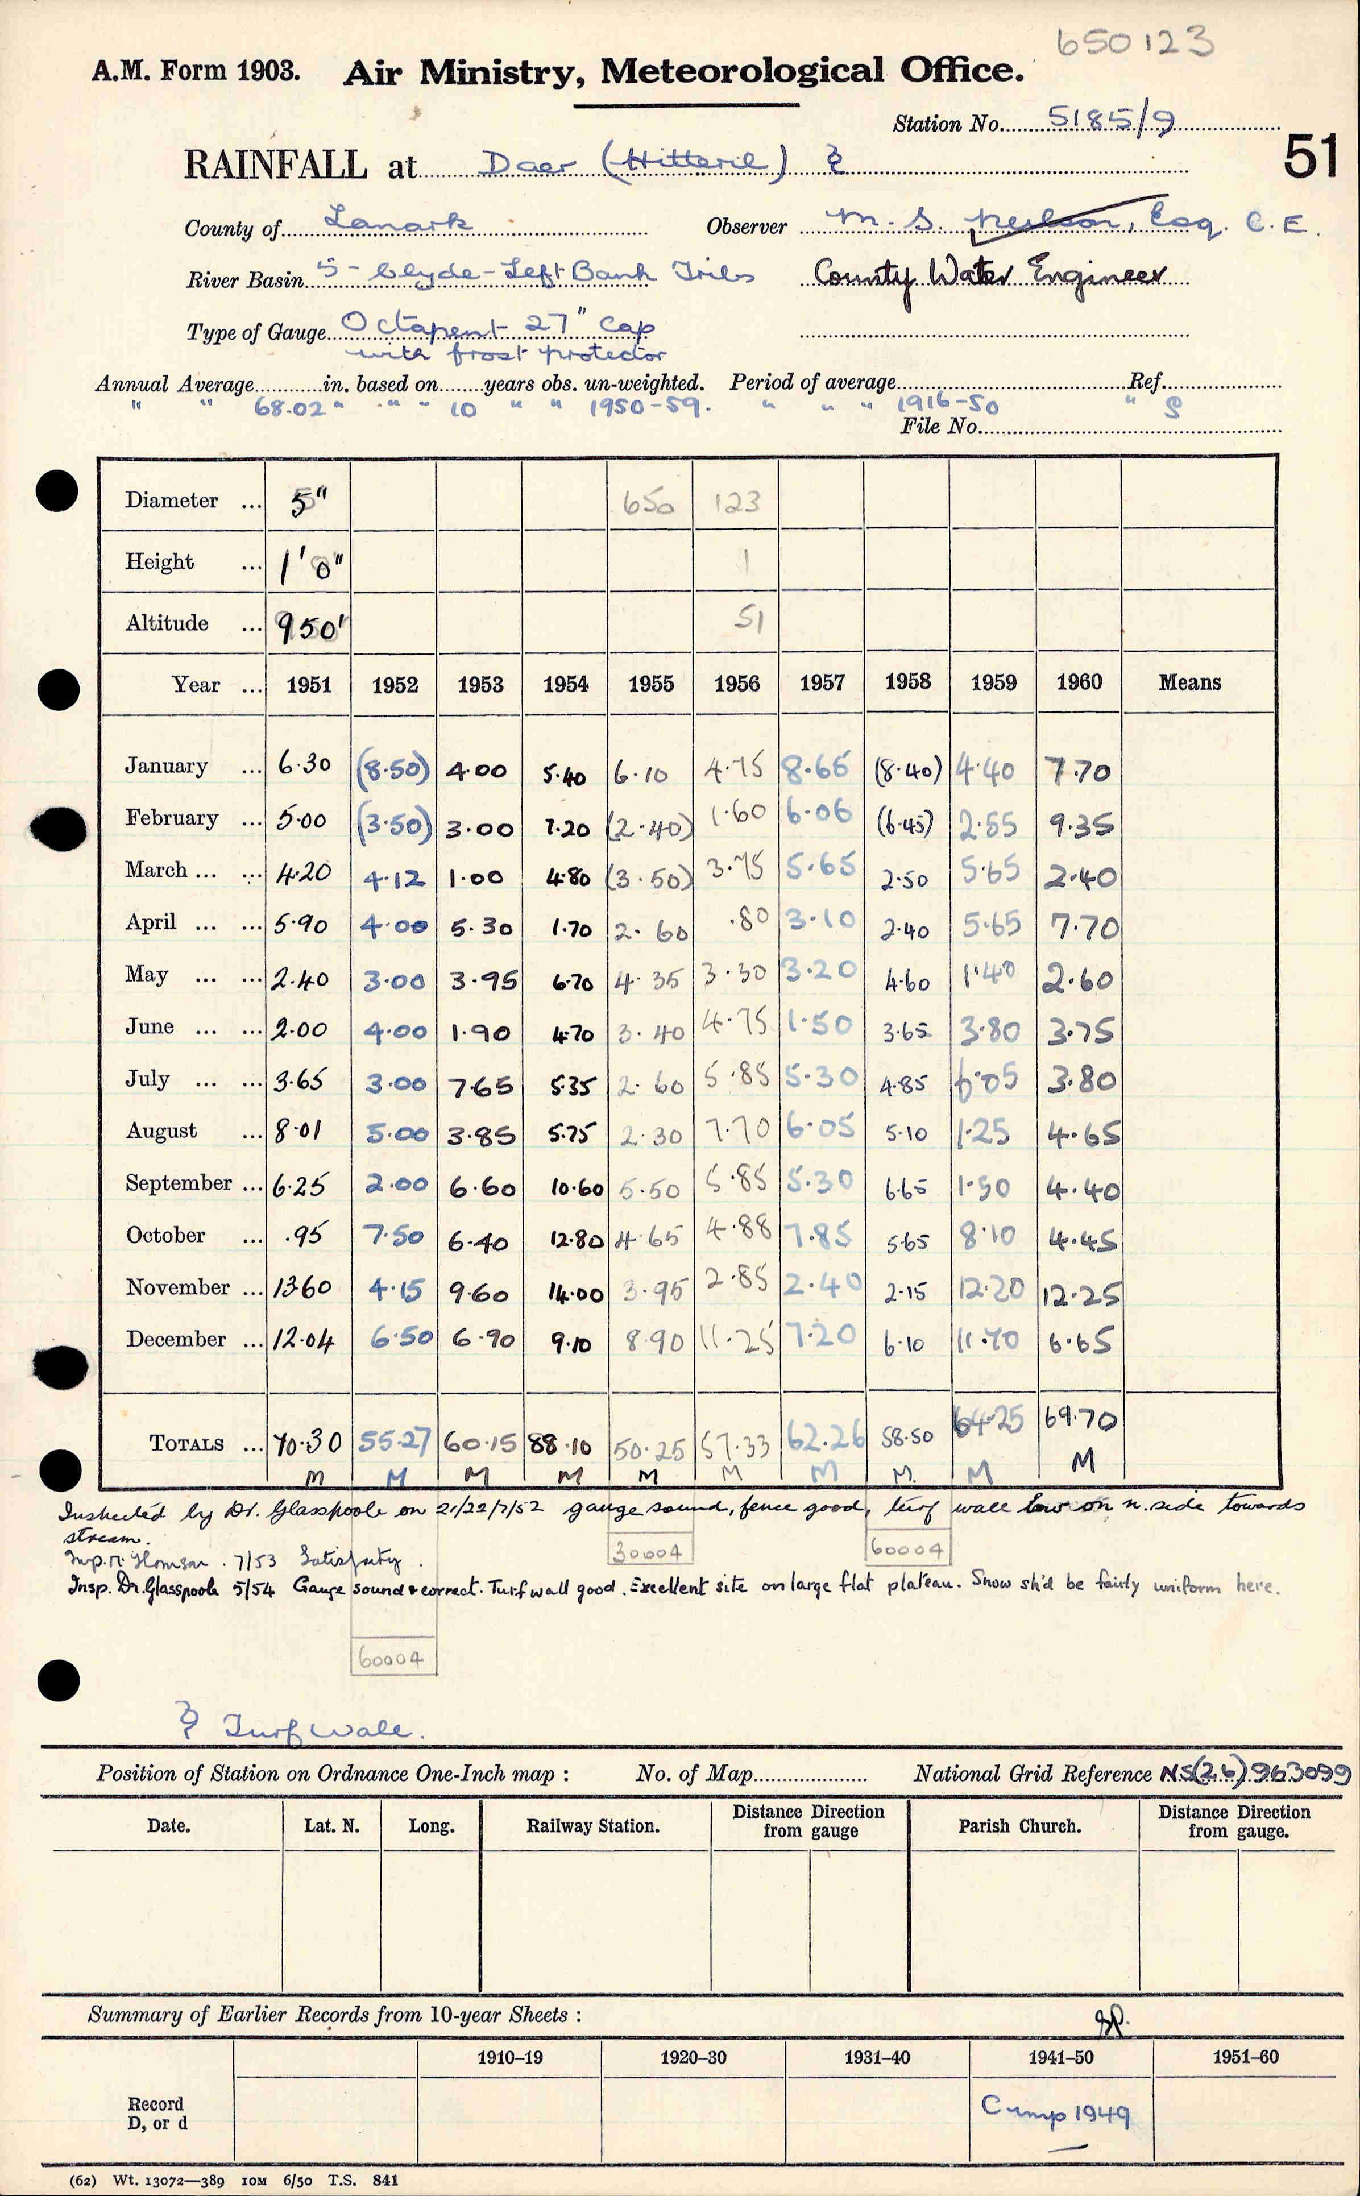 650123
A.M. Form 1903. Air Ministry, Meteorological Office.
Station No. 5185/9
51
RAINFALL at Daer (Hitteril)
County of Lanark Observer M. S. Neilson, Esq. C.E.
River Basin 5 - Clyde - Left Bank Tribs County Water Engineer
Type of Gauge Octapent 27" cap
with frost protector
Annual Average in. based on years obs. un-weighted. Period of average Ref.
" " 68.02 " " " 10 " " 1950-59. " " " 1916-50 "
File No.
Diameter ... 5" 650 123
Height ... 1' 0" 1
Altitude ... 950' 51
Year ... 1951 1952 1953 1954 1955 1956 1957 1958 1959 1960 Means
January ... 6.30 (8.50) 4.00 5.40 6.10 4.75 8.65 (8.40) 4.40 7.70
February ... 5.00 (3.50) 3.00 7.20 (2.40) 1.60 6.06 (6.45) 2.55 9.35
March ... ... 4.20 4.12 1.00 4.80 (3.50) 3.75 5.65 2.50 5.65 2.40
April ... ... 5.90 4.00 5.30 1.70 2.60 .80 3.10 2.40 5.65 7.70
May ... ... 2.40 3.00 3.95 6.70 4.35 3.30 3.20 4.60 1.40 2.60
June ... ... 2.00 4.00 1.90 4.70 3.40 4.75 1.50 3.65 3.80 3.75
July ... ... 3.65 3.00 7.65 5.35 2.60 5.85 5.30 4.85 6.05 3.80
August ... 8.01 5.00 3.85 5.75 2.30 7.70 6.05 5.10 1.25 4.65
September ... 6.25 2.00 6.60 10.60 5.50 5.85 5.30 6.65 1.50 4.40
October ... .95 7.50 6.40 12.80 4.65 4.88 7.85 5.65 8.10 4.45
November ... 13.60 4.15 9.60 14.00 3.95 2.85 2.40 2.15 12.20 12.25
December ... 12.04 6.50 6.90 9.10 8.90 11.25 7.20 6.10 11.70 6.65
TOTALS ... 70.30 55.27 60.15 88.10 50.25 57.33 62.26 58.50 64.25 69.70
M M M M M M M M M M
Inspected by Dr. Glasspoole on 21/22/7/52 gauge sound, fence good, turf wall low on n. side towards
stream.
30004 60004
Insp. 7/53 Satisfactory.
Insp. Dr. Glasspoole 5/54 Gauge sound & correct. Turf wall good. Excellent site on large flat plateau. Snow sh'd be fairly uniform here.
60004
Turf wall.
Position of Station on Ordnance One-Inch map : No. of Map National Grid Reference NS(26)963099
Date. Lat. N. Long. Railway Station. Distance Direction from gauge Parish Church. Distance Direction from gauge.
Summary of Earlier Records from 10-year Sheets :
1910–19 1920–30 1931–40 1941–50 1951–60
Record
D, or d
Cump 1949
(62) Wt. 13072—389 10M 6/50 T.S. 841